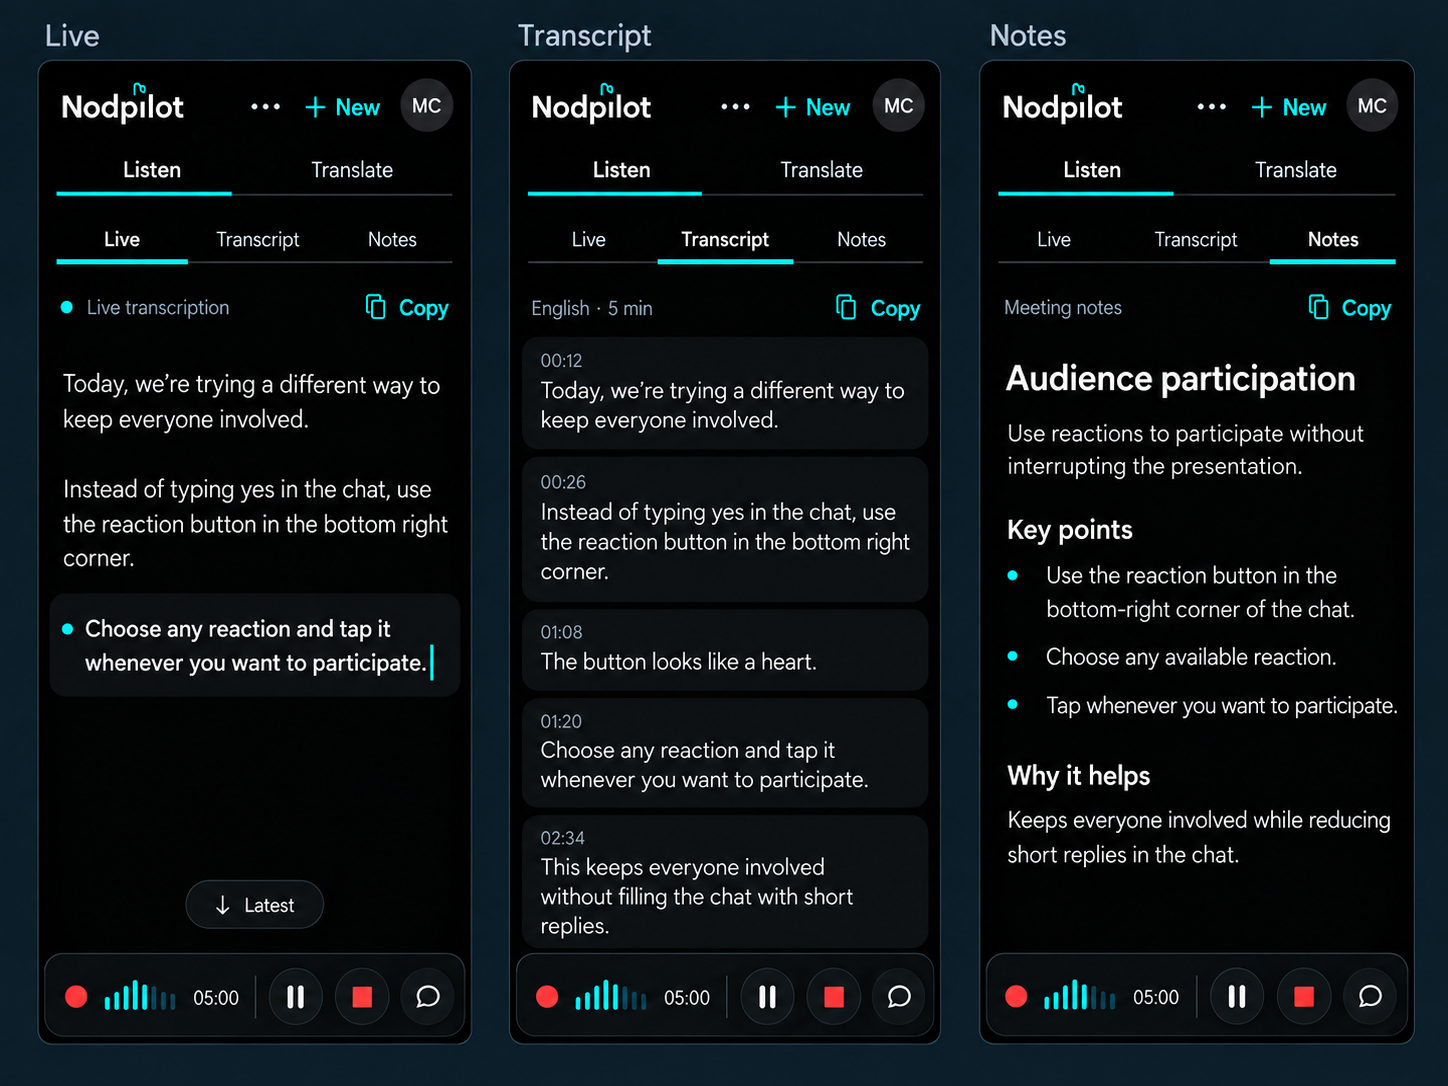 Live
Nodpilot
••• + New MC
Listen Translate
Live Transcript Notes
Live transcription Copy
Today, we’re trying a different way to
keep everyone involved.
Instead of typing yes in the chat, use
the reaction button in the bottom right
corner.
Choose any reaction and tap it
whenever you want to participate.
↓ Latest
05:00
Transcript
Nodpilot
••• + New MC
Listen Translate
Live Transcript Notes
English · 5 min Copy
00:12
Today, we’re trying a different way to
keep everyone involved.
00:26
Instead of typing yes in the chat, use
the reaction button in the bottom right
corner.
01:08
The button looks like a heart.
01:20
Choose any reaction and tap it
whenever you want to participate.
02:34
This keeps everyone involved
without filling the chat with short
replies.
05:00
Notes
Nodpilot
••• + New MC
Listen Translate
Live Transcript Notes
Meeting notes Copy
Audience participation
Use reactions to participate without
interrupting the presentation.
Key points
• Use the reaction button in the
bottom-right corner of the chat.
• Choose any available reaction.
• Tap whenever you want to participate.
Why it helps
Keeps everyone involved while reducing
short replies in the chat.
05:00